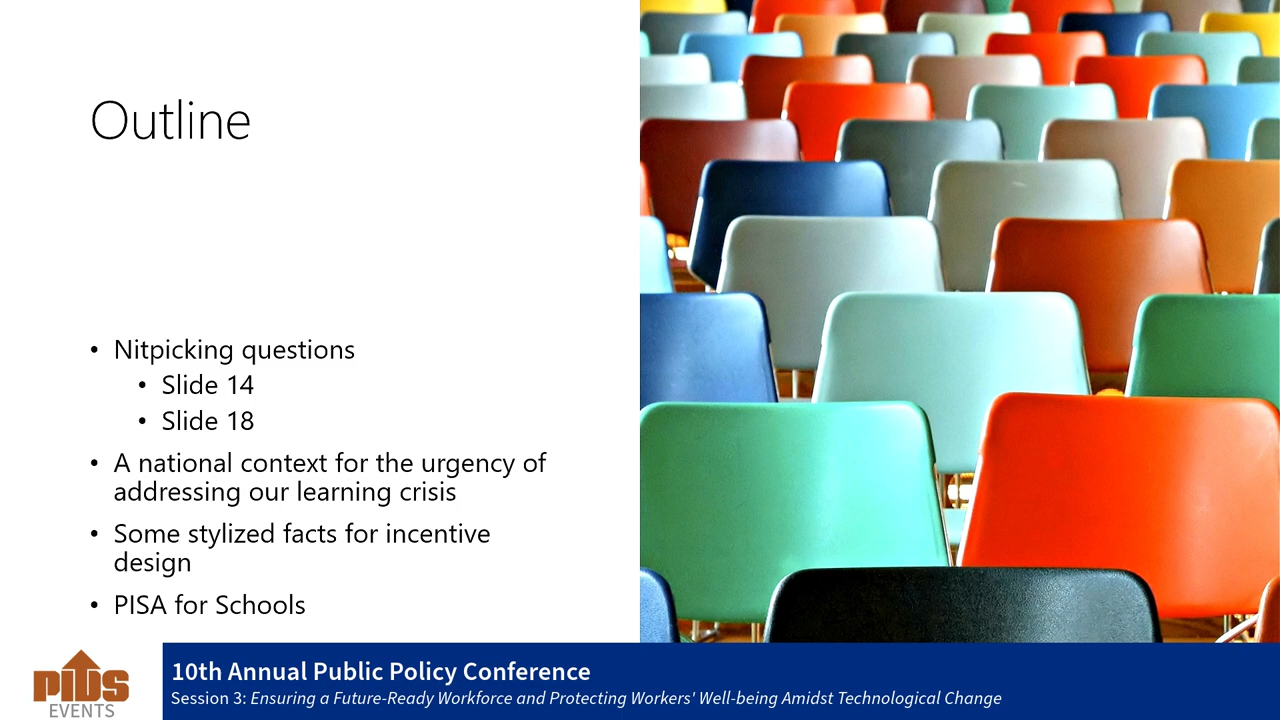 Outline
• Nitpicking questions
• Slide 14
• Slide 18
• A national context for the urgency of
addressing our learning crisis
• Some stylized facts for incentive
design
• PISA for Schools
pids
EVENTS
10th Annual Public Policy Conference
Session 3: Ensuring a Future-Ready Workforce and Protecting Workers' Well-being Amidst Technological Change